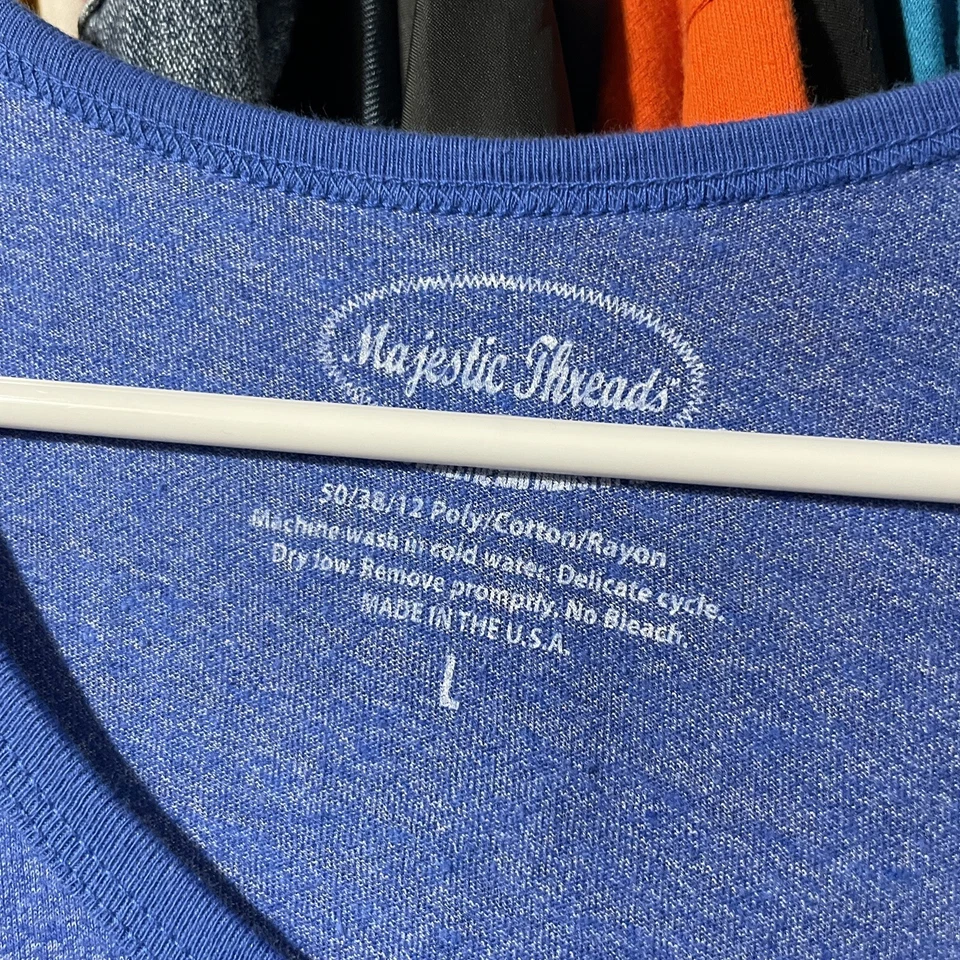 Majestic Threads™
50/38/12 Poly/Cotton/Rayon
Machine wash in cold water. Delicate cycle.
Dry low. Remove promptly. No Bleach.
MADE IN THE U.S.A.
L